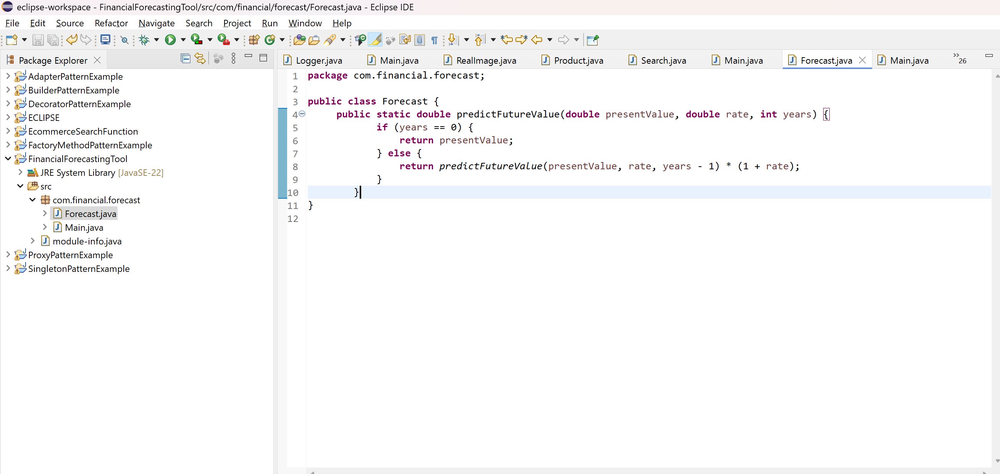 eclipse-workspace - FinancialForecastingTool/src/com/financial/forecast/Forecast.java - Eclipse IDE
File Edit Source Refactor Navigate Search Project Run Window Help
Package Explorer
AdapterPatternExample
BuilderPatternExample
DecoratorPatternExample
ECLIPSE
EcommerceSearchFunction
FactoryMethodPatternExample
FinancialForecastingTool
JRE System Library [JavaSE-22]
src
com.financial.forecast
Forecast.java
Main.java
module-info.java
ProxyPatternExample
SingletonPatternExample
Logger.java Main.java RealImage.java Product.java Search.java Main.java Forecast.java Main.java »26
1 package com.financial.forecast;
2
3 public class Forecast {
4 public static double predictFutureValue(double presentValue, double rate, int years) {
5 if (years == 0) {
6 return presentValue;
7 } else {
8 return predictFutureValue(presentValue, rate, years - 1) * (1 + rate);
9 }
10 }
11 }
12